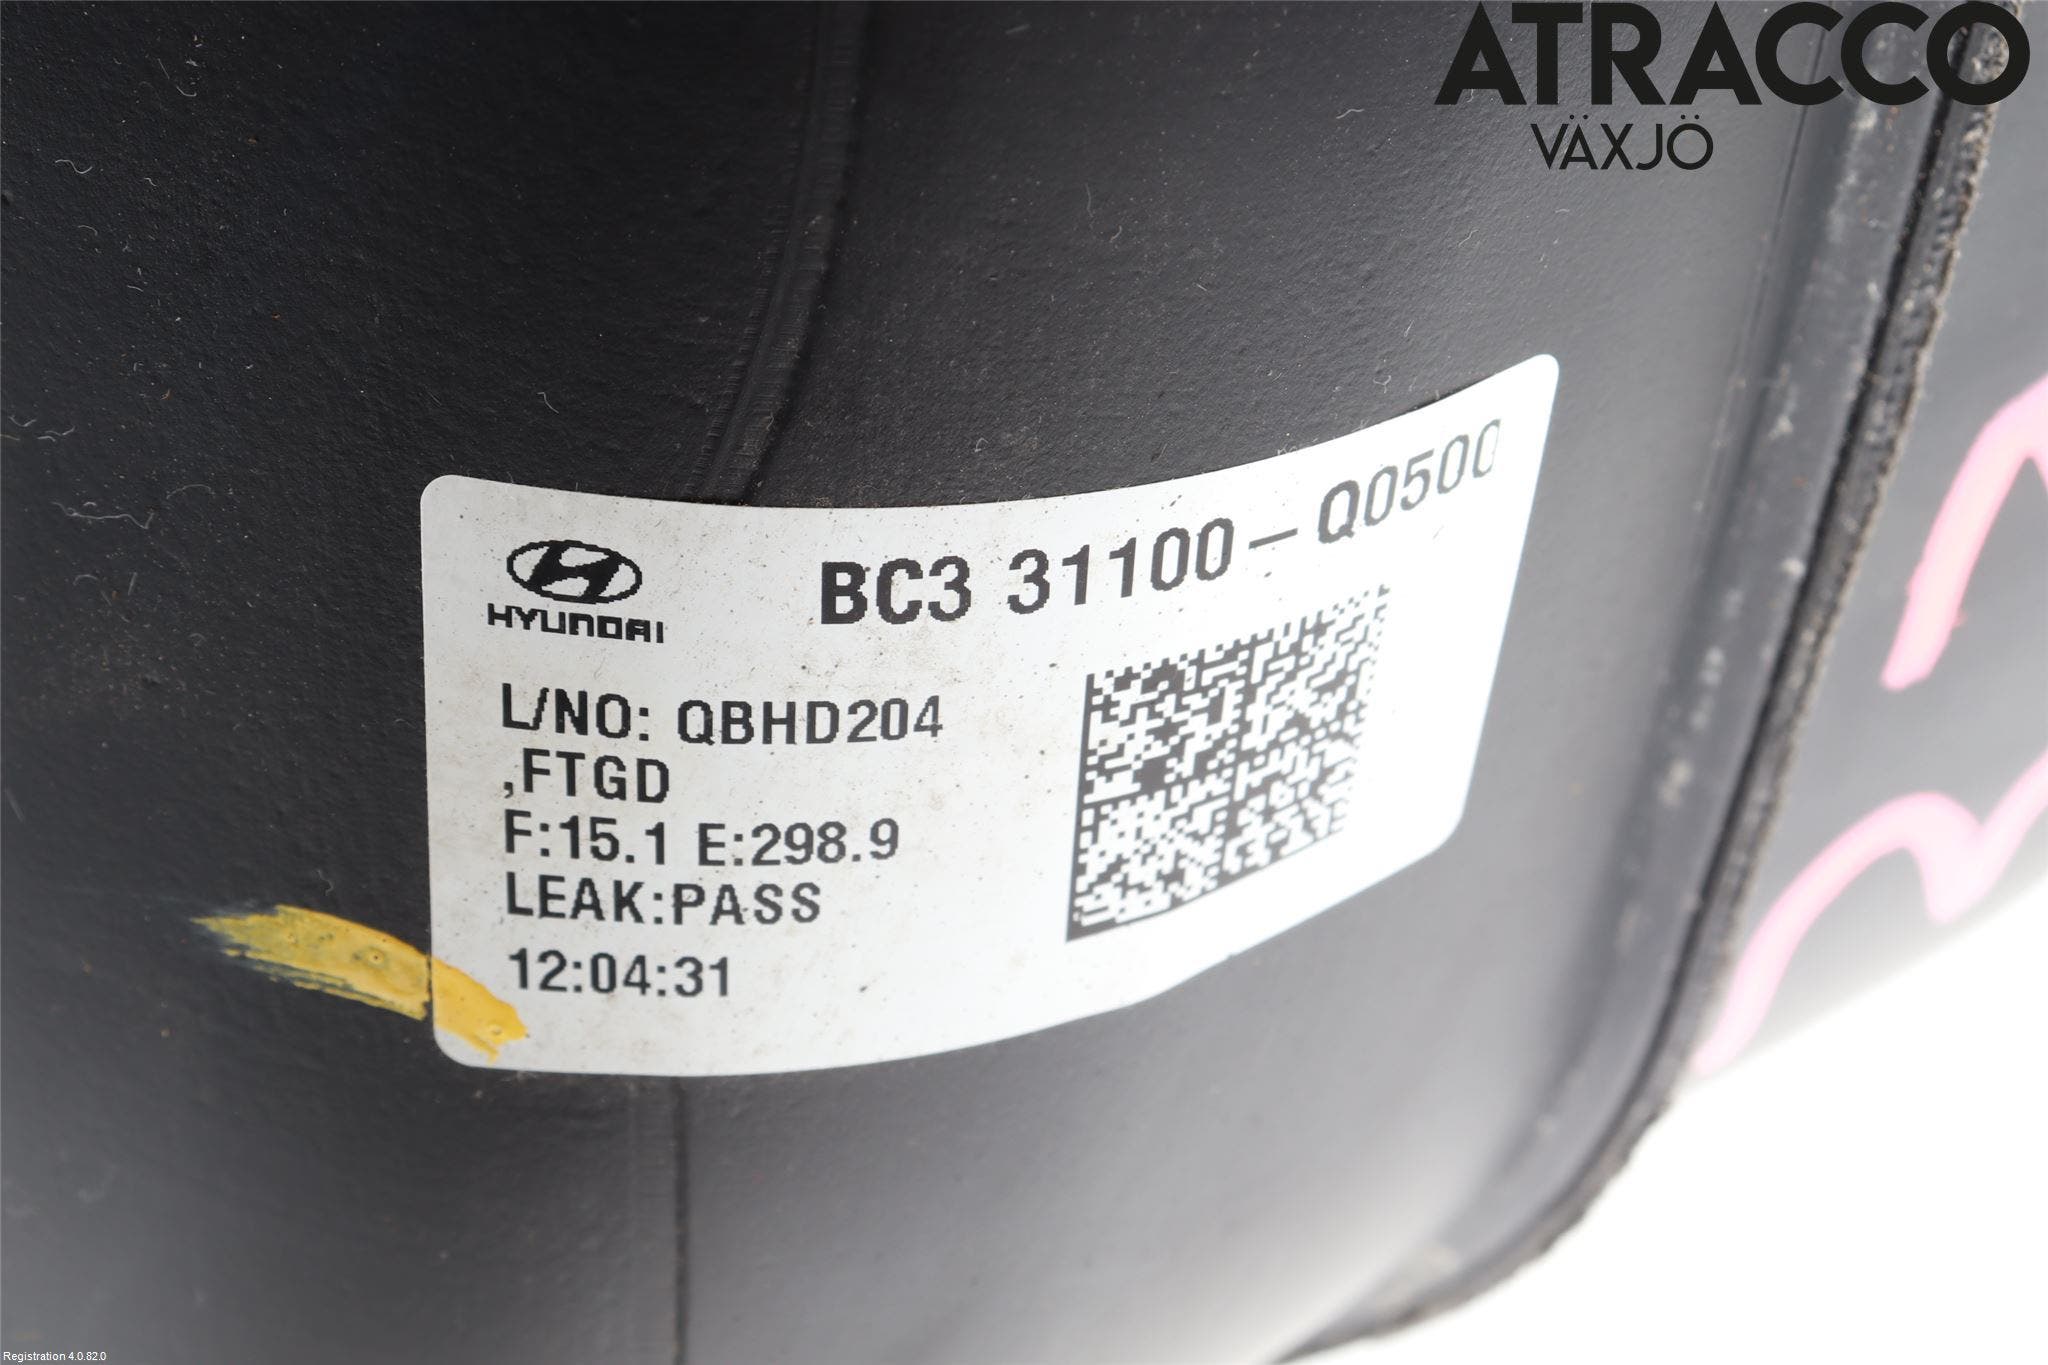 ATRACCO
VÄXJÖ
HYUNDAI
BC3 31100-Q0500
L/NO: QBHD204
,FTGD
F:15.1 E:298.9
LEAK:PASS
12:04:31
Registration 4.0.82.0